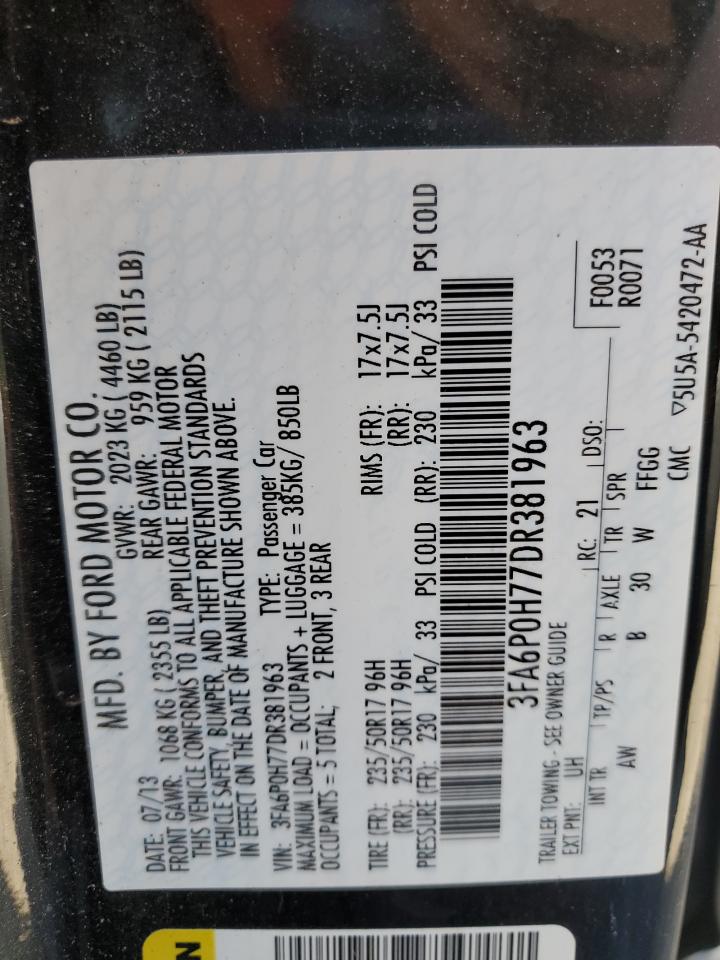 MFD. BY FORD MOTOR CO.
DATE: 07/13 GVWR: 2023 KG ( 4460 LB)
FRONT GAWR: 1068 KG ( 2355 LB) REAR GAWR: 959 KG ( 2115 LB)
THIS VEHICLE CONFORMS TO ALL APPLICABLE FEDERAL MOTOR
VEHICLE SAFETY, BUMPER, AND THEFT PREVENTION STANDARDS
IN EFFECT ON THE DATE OF MANUFACTURE SHOWN ABOVE.
VIN: 3FA6P0H77DR381963 TYPE: Passenger Car
MAXIMUM LOAD = OCCUPANTS + LUGGAGE = 385KG/ 850LB
OCCUPANTS = 5 TOTAL; 2 FRONT, 3 REAR
TIRE (FR): 235/50R17 96H RIMS (FR): 17x7.5J
(RR): 235/50R17 96H (RR): 17x7.5J
PRESSURE (FR): 230 kPa/ 33 PSI COLD (RR): 230 kPa/ 33 PSI COLD
3FA6P0H77DR381963
TRAILER TOWING - SEE OWNER GUIDE
EXT PNT: UH RC: 21 DSO: F0053
R0071
INT TR TP/PS R AXLE TR SPR
AW B 30 W FFGG
CMC ▽5U5A-5420472-AA